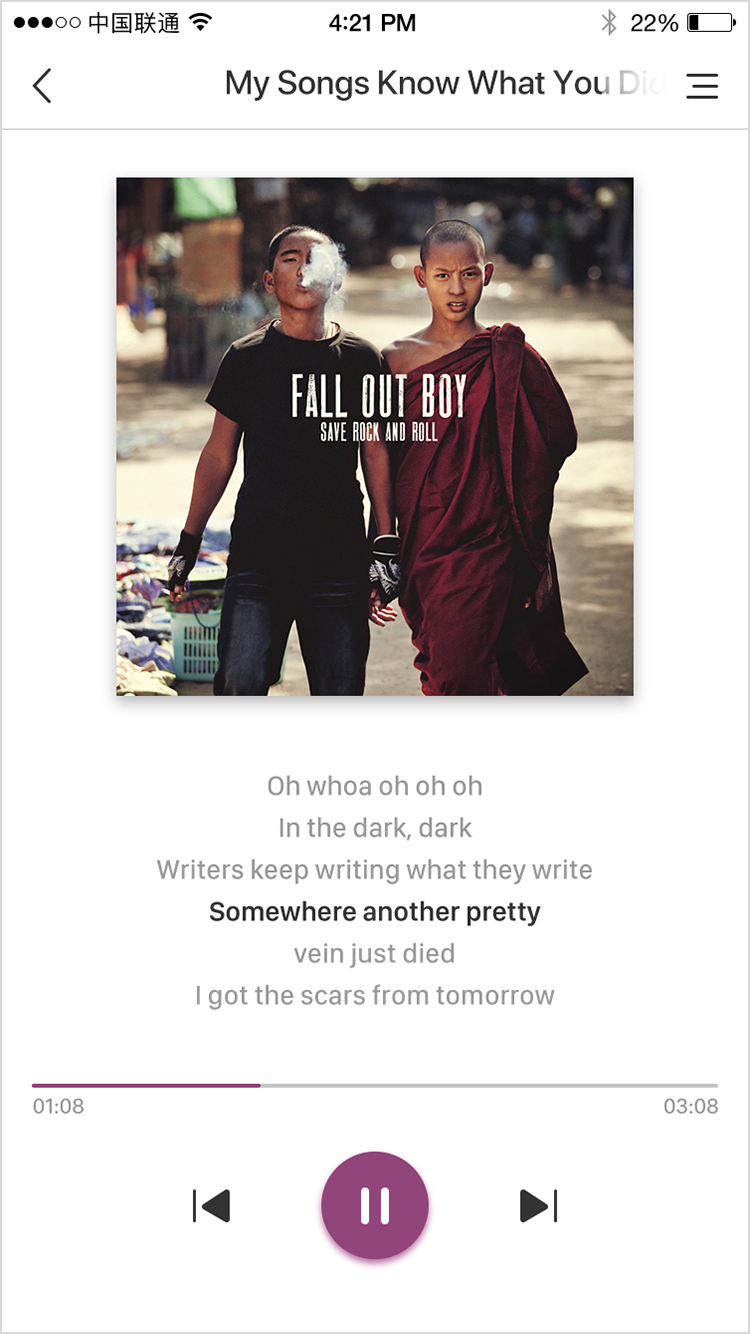 中国联通 4:21 PM 22%
My Songs Know What You Did
FALL OUT BOY
SAVE ROCK AND ROLL
Oh whoa oh oh oh
In the dark, dark
Writers keep writing what they write
Somewhere another pretty
vein just died
I got the scars from tomorrow
01:08 03:08